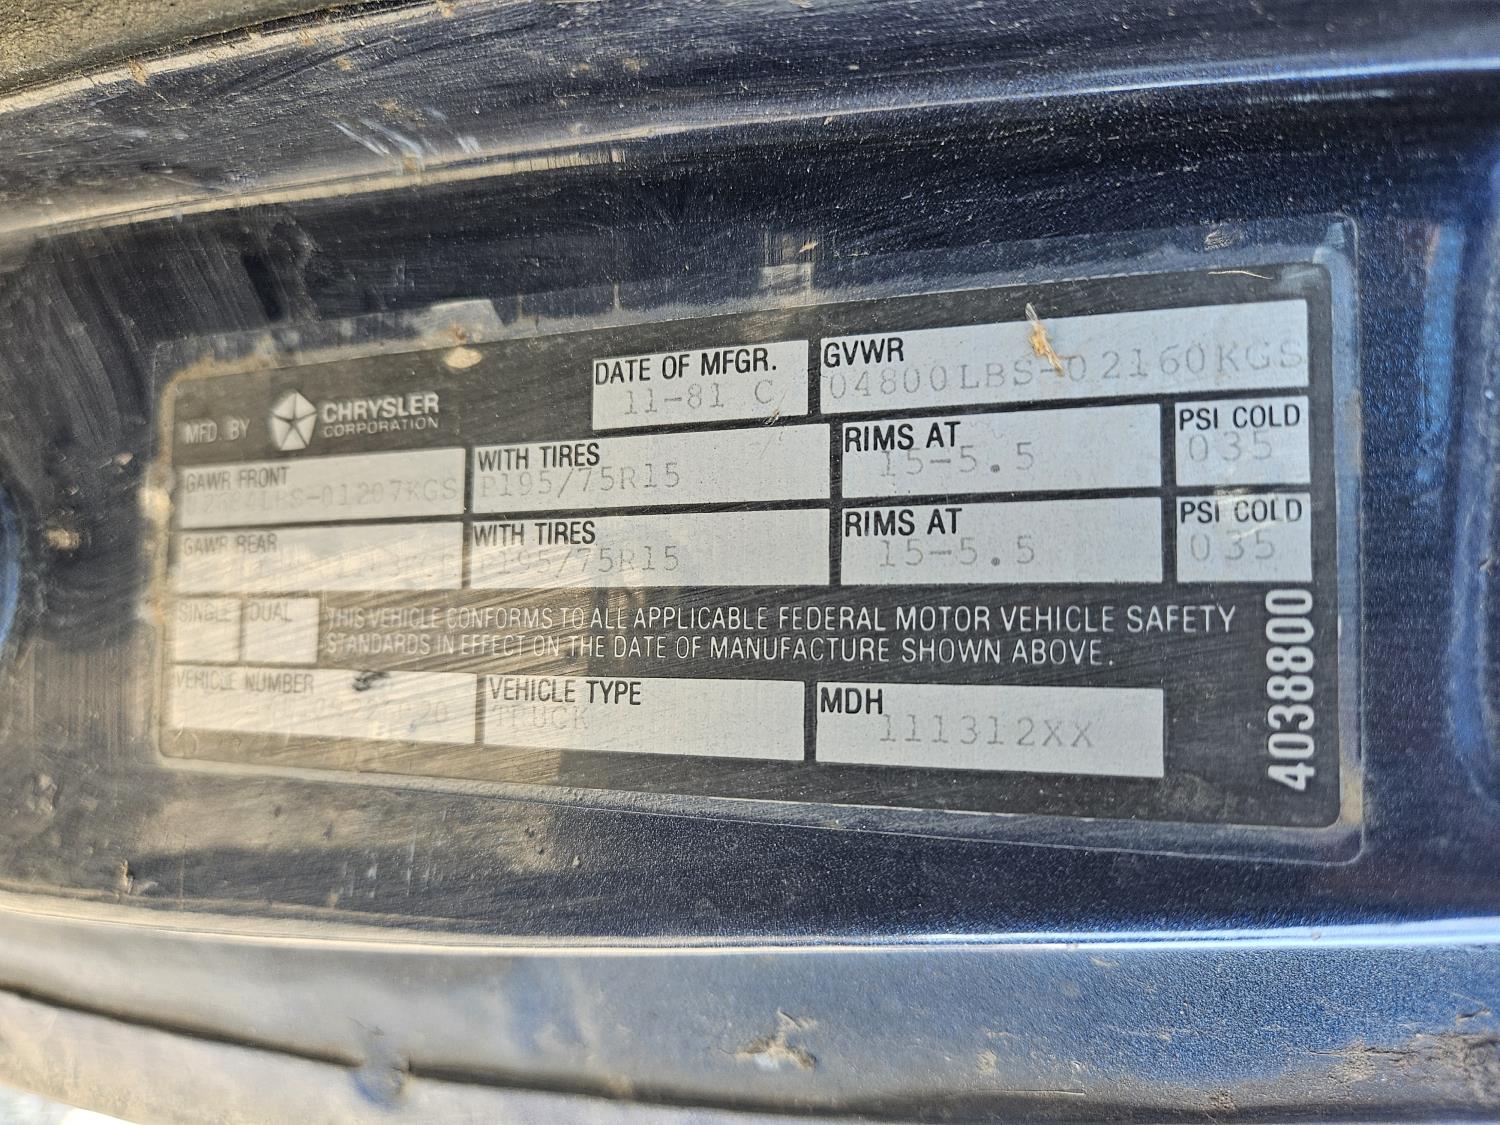 MFD. BY CHRYSLER CORPORATION
DATE OF MFGR.
11-81 C
GVWR
04800LBS-02160KGS
GAWR FRONT
WITH TIRES
P195/75R15
RIMS AT
15-5.5
PSI COLD
035
GAWR REAR
WITH TIRES
P195/75R15
RIMS AT
15-5.5
PSI COLD
035
SINGLE DUAL
THIS VEHICLE CONFORMS TO ALL APPLICABLE FEDERAL MOTOR VEHICLE SAFETY
STANDARDS IN EFFECT ON THE DATE OF MANUFACTURE SHOWN ABOVE.
VEHICLE NUMBER
VEHICLE TYPE
TRUCK
MDH
111312XX
4038800